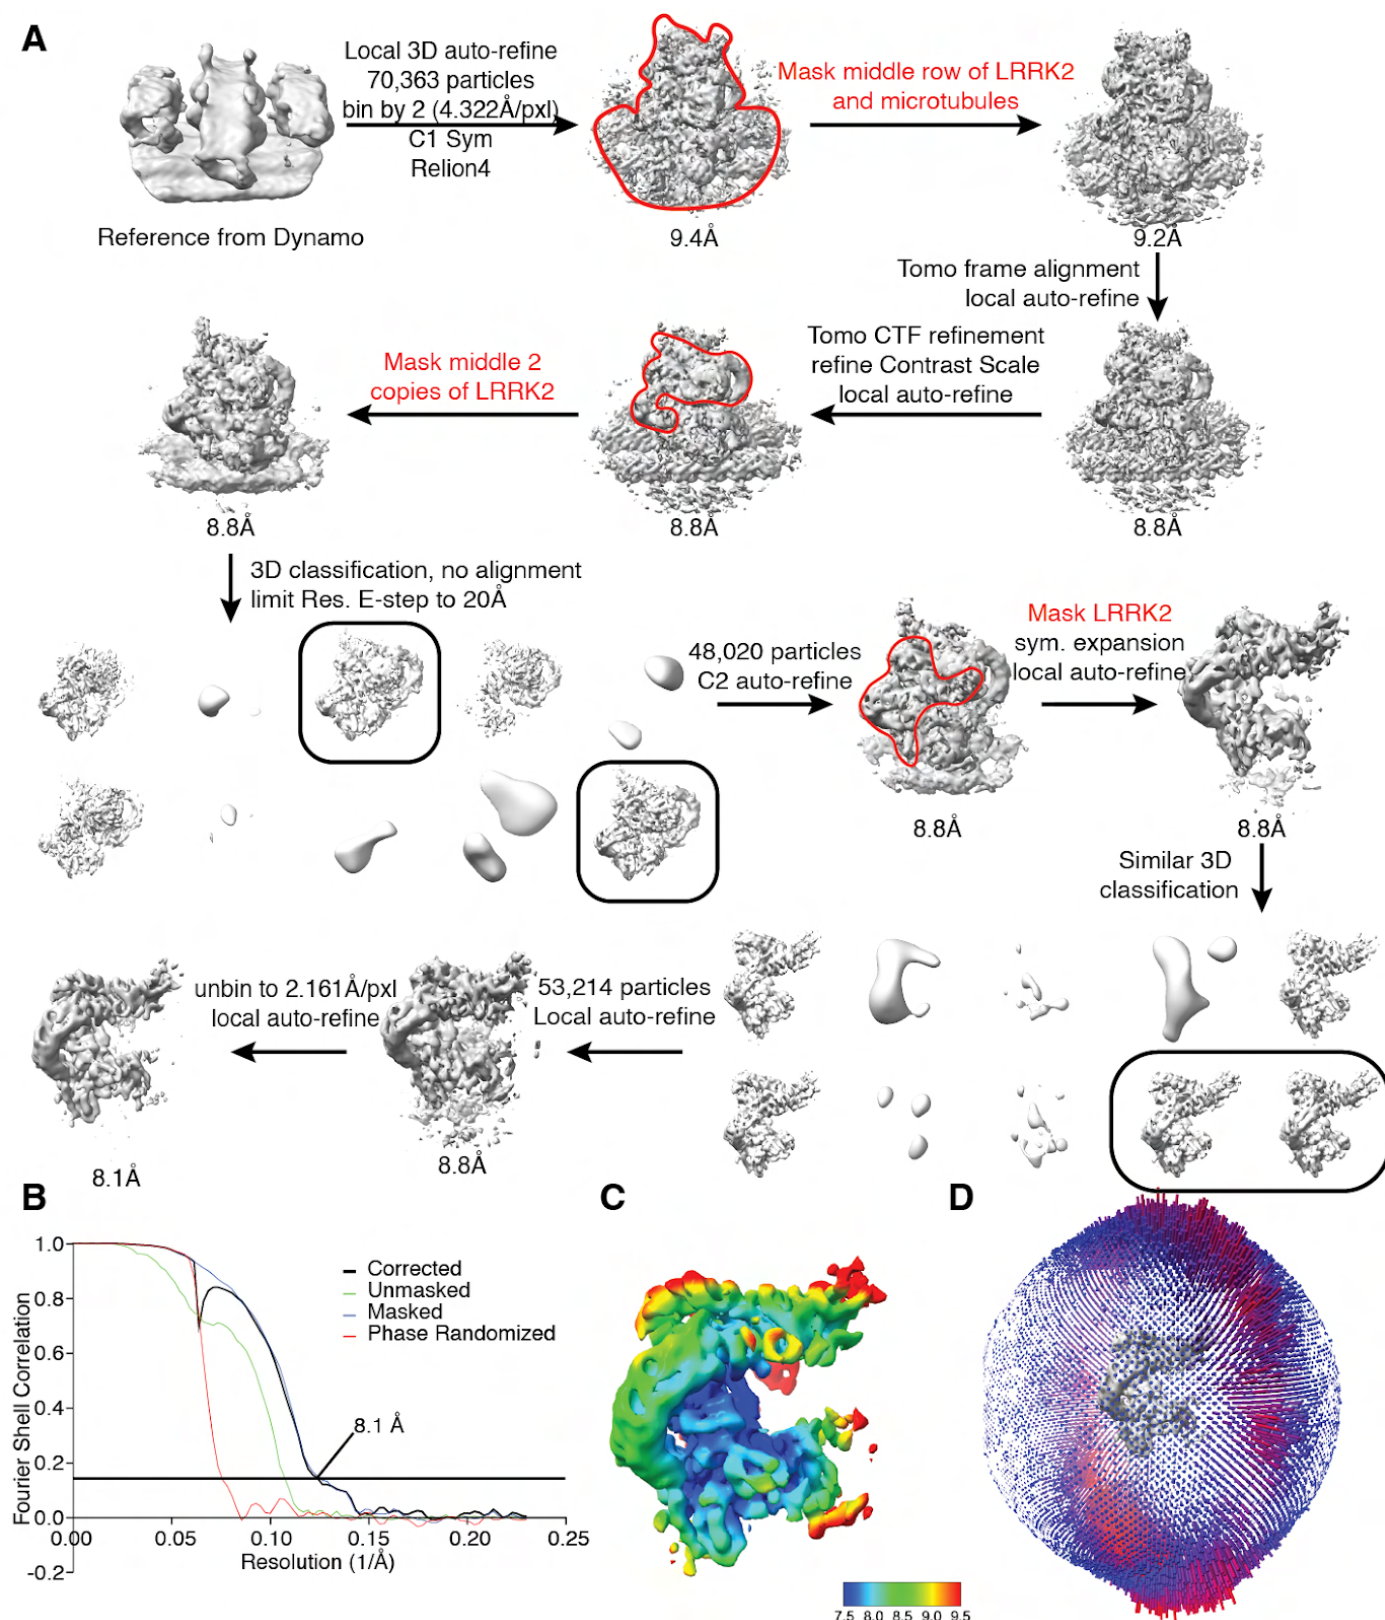 A
Local 3D auto-refine
70,363 particles
bin by 2 (4.322Å/pxl)
C1 Sym
Relion4
Mask middle row of LRRK2
and microtubules
Reference from Dynamo
9.4Å
9.2Å
Tomo frame alignment
local auto-refine
Tomo CTF refinement
refine Contrast Scale
local auto-refine
Mask middle 2
copies of LRRK2
8.8Å
8.8Å
8.8Å
3D classification, no alignment
limit Res. E-step to 20Å
48,020 particles
C2 auto-refine
Mask LRRK2
sym. expansion
local auto-refine
8.8Å
8.8Å
Similar 3D
classification
unbin to 2.161Å/pxl
local auto-refine
53,214 particles
Local auto-refine
8.1Å
8.8Å
B
Fourier Shell Correlation
1.0
0.8
0.6
0.4
0.2
0.0
-0.2
Corrected
Unmasked
Masked
Phase Randomized
8.1 Å
0.00
0.05
0.10
0.15
0.20
0.25
Resolution (1/Å)
C
7.5 8.0 8.5 9.0 9.5
D